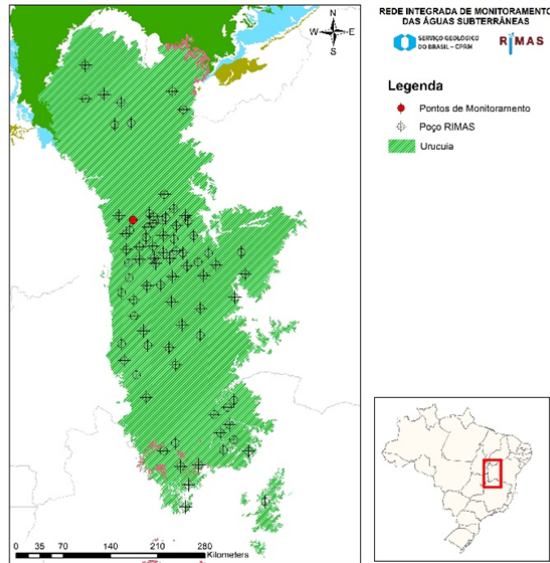 REDE INTEGRADA DE MONITORAMENTO
DAS ÁGUAS SUBTERRÂNEAS
SERVIÇO GEOLÓGICO
DO BRASIL – CPRM
RIMAS
N
W E
S
Legenda
Pontos de Monitoramento
Poço RIMAS
Urucuia
0 35 70 140 210 280
Kilometers